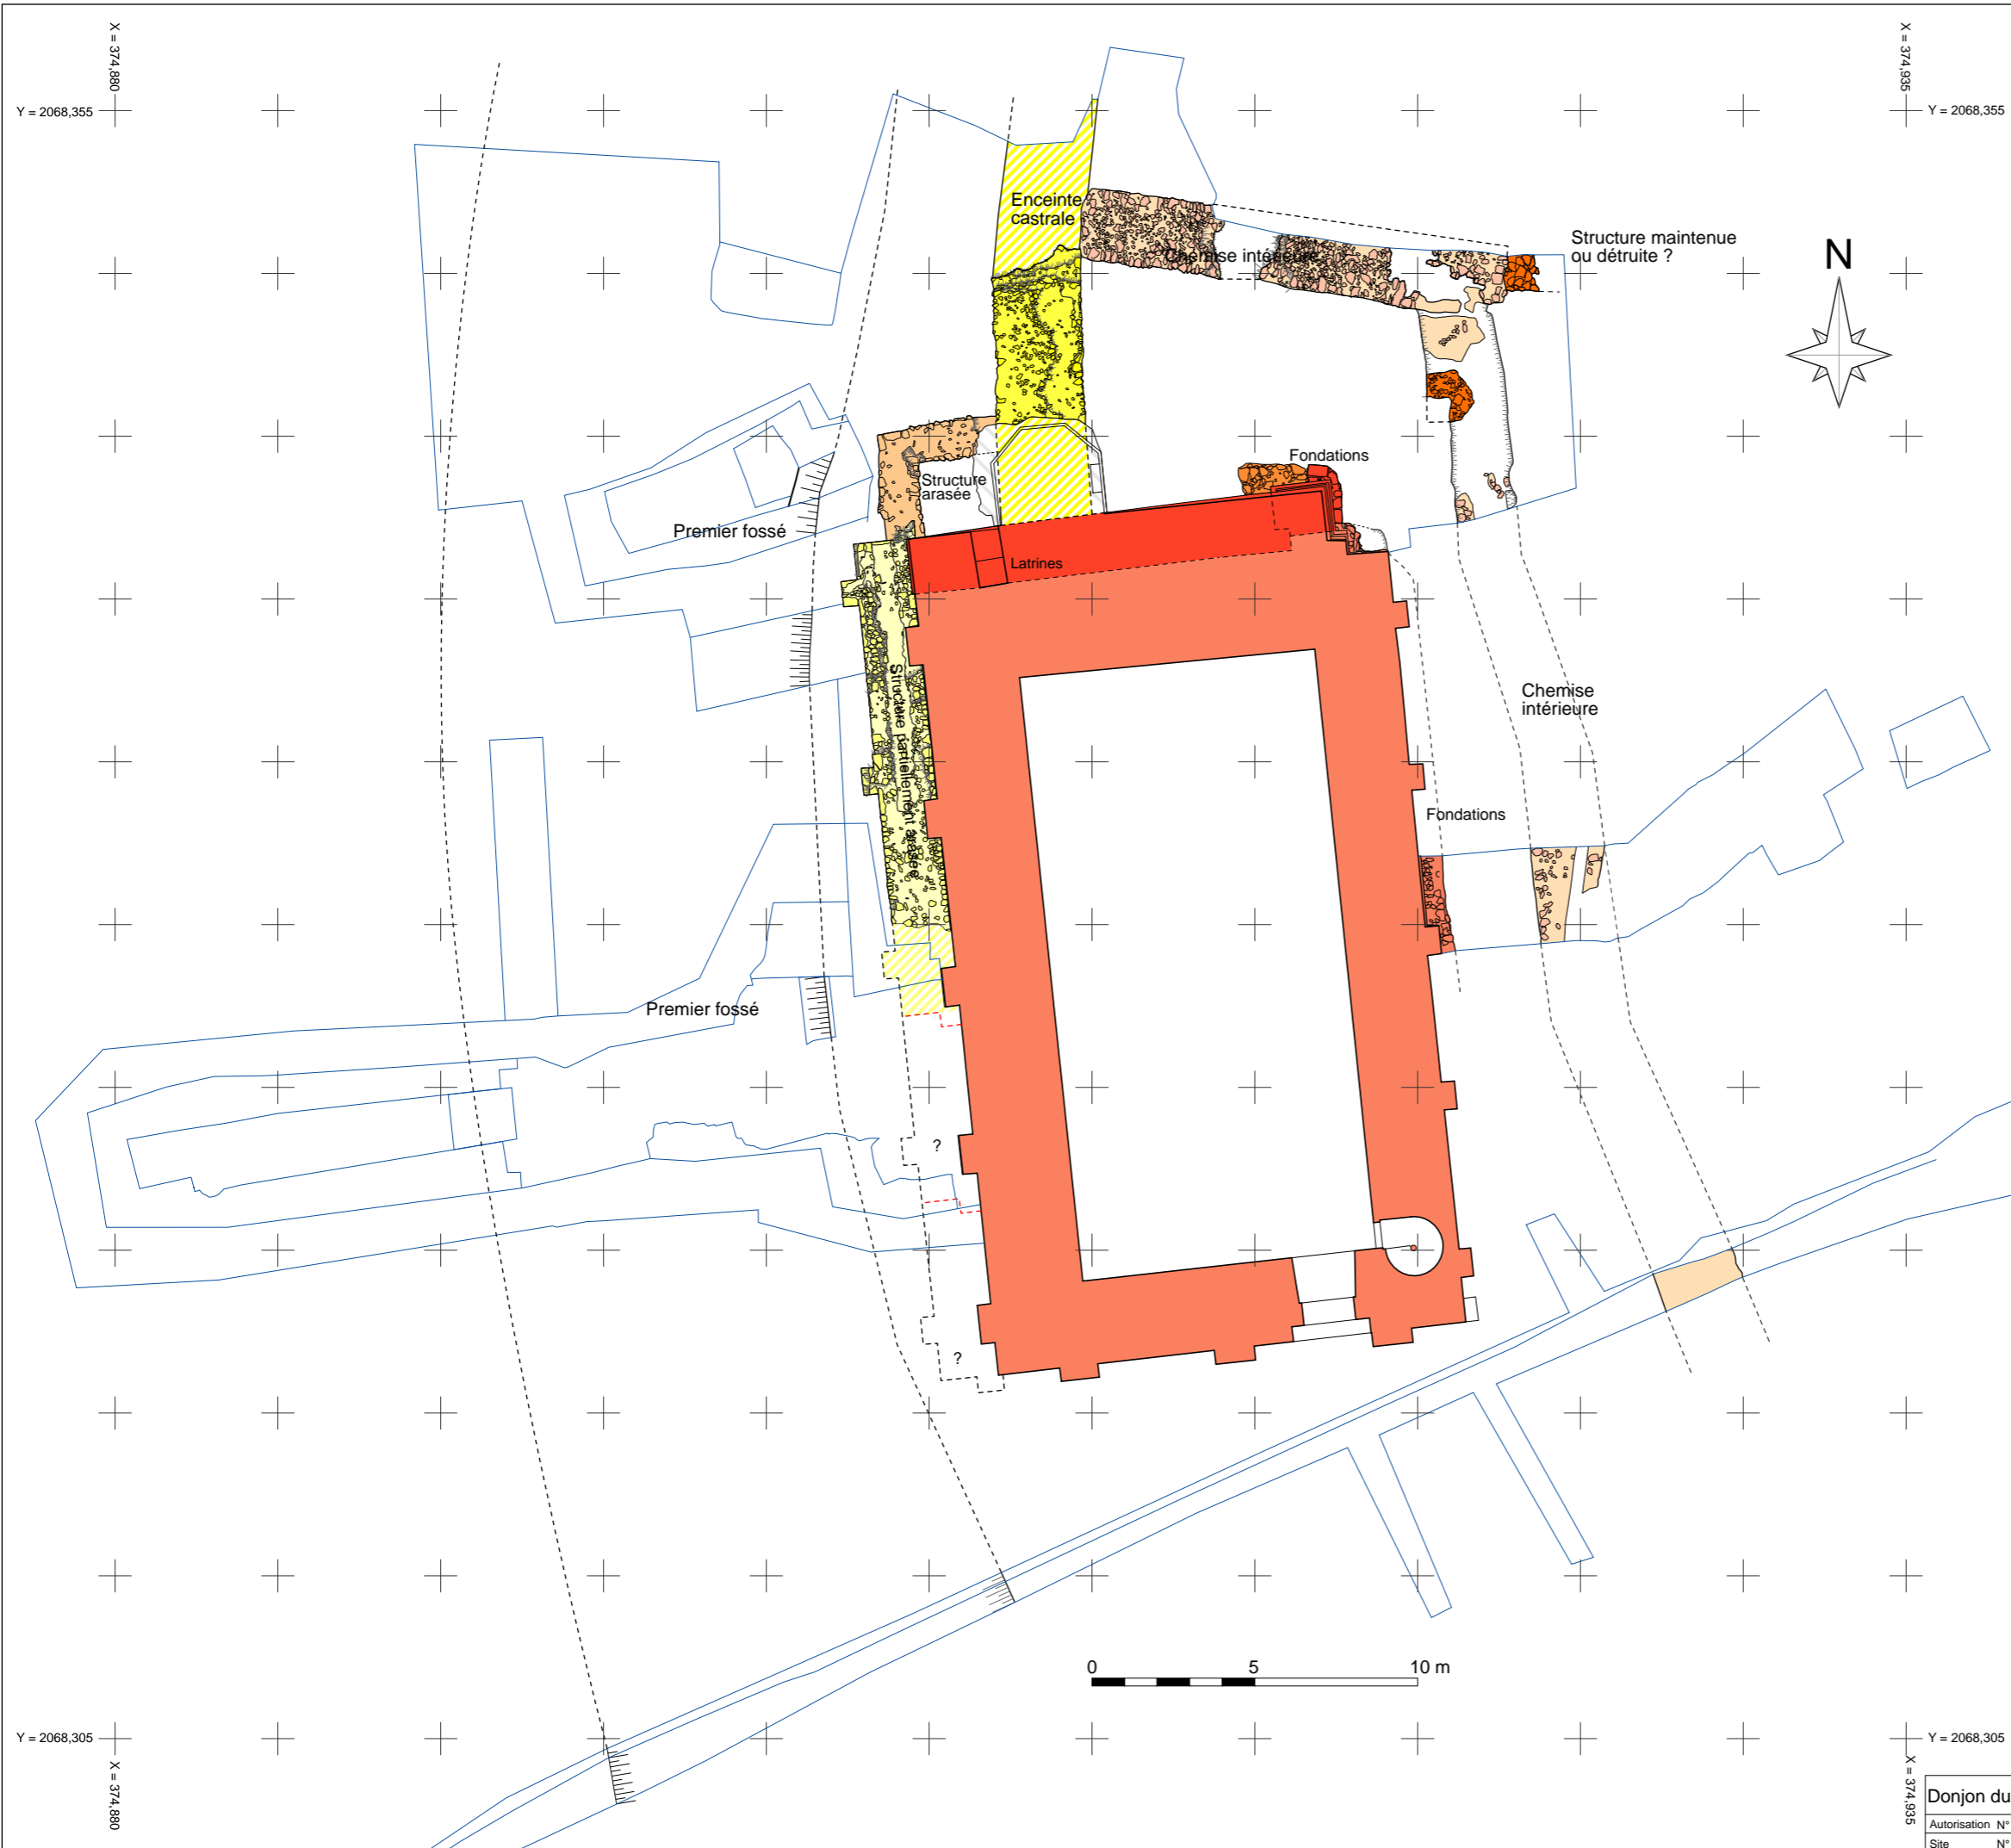 X = 374,880
X = 374,935
Y = 2068,355
Y = 2068,355
Enceinte
castrale
Chemise intérieure
Structure maintenue
ou détruite ?
N
Fondations
Structure
arasée
Premier fossé
Latrines
Structure partiellement arasée
Chemise
intérieure
Fondations
Premier fossé
?
?
0 5 10 m
Y = 2068,305
Y = 2068,305
X = 374,880
X = 374,935
Donjon du
Autorisation N°
Site N°